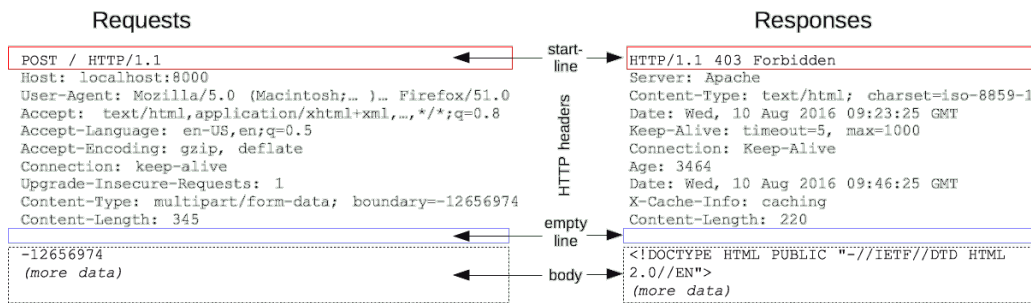 Requests
POST / HTTP/1.1
Host: localhost:8000
User-Agent: Mozilla/5.0 (Macintosh;… )… Firefox/51.0
Accept: text/html,application/xhtml+xml,…,*/*;q=0.8
Accept-Language: en-US,en;q=0.5
Accept-Encoding: gzip, deflate
Connection: keep-alive
Upgrade-Insecure-Requests: 1
Content-Type: multipart/form-data; boundary=-12656974
Content-Length: 345
-12656974
(more data)
start-
line
HTTP headers
empty
line
body
Responses
HTTP/1.1 403 Forbidden
Server: Apache
Content-Type: text/html; charset=iso-8859-1
Date: Wed, 10 Aug 2016 09:23:25 GMT
Keep-Alive: timeout=5, max=1000
Connection: Keep-Alive
Age: 3464
Date: Wed, 10 Aug 2016 09:46:25 GMT
X-Cache-Info: caching
Content-Length: 220
<!DOCTYPE HTML PUBLIC "-//IETF//DTD HTML
2.0//EN">
(more data)